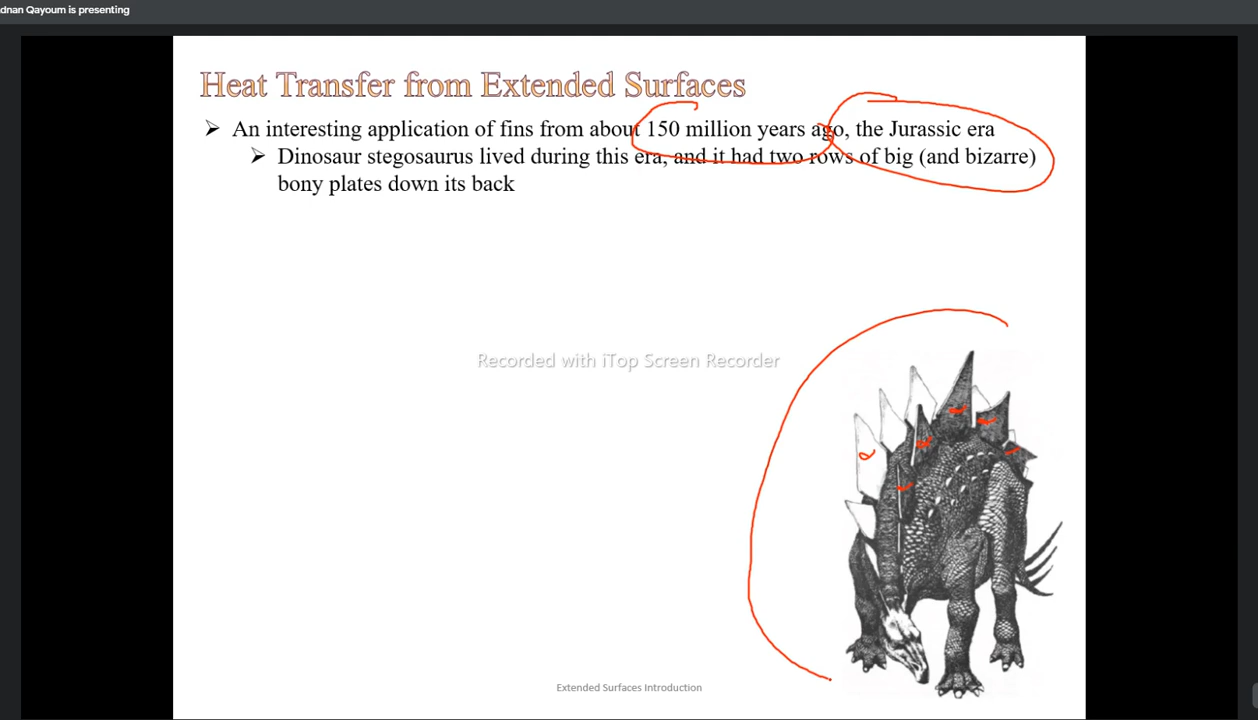 dnan Qayoum is presenting
Heat Transfer from Extended Surfaces
➢ An interesting application of fins from about 150 million years ago, the Jurassic era
➢ Dinosaur stegosaurus lived during this era, and it had two rows of big (and bizarre)
bony plates down its back
Recorded with iTop Screen Recorder
Extended Surfaces Introduction